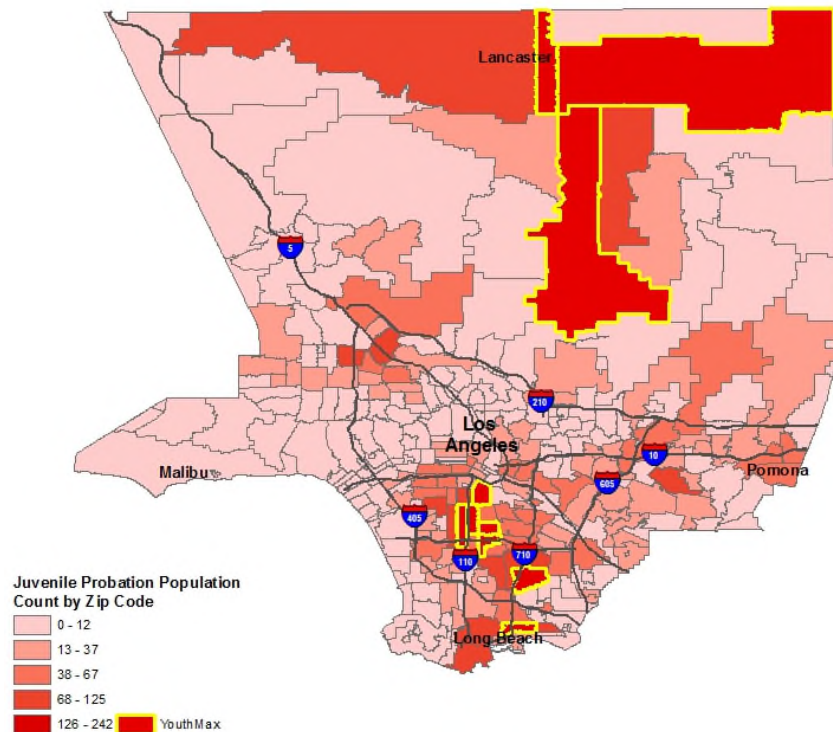 Lancaster
5
210
Los
Angeles
10
Malibu
Pomona
605
405
110
710
Juvenile Probation Population
Count by Zip Code
0 - 12
13 - 37
38 - 67
Long Beach
68 - 125
126 - 242 YouthMax